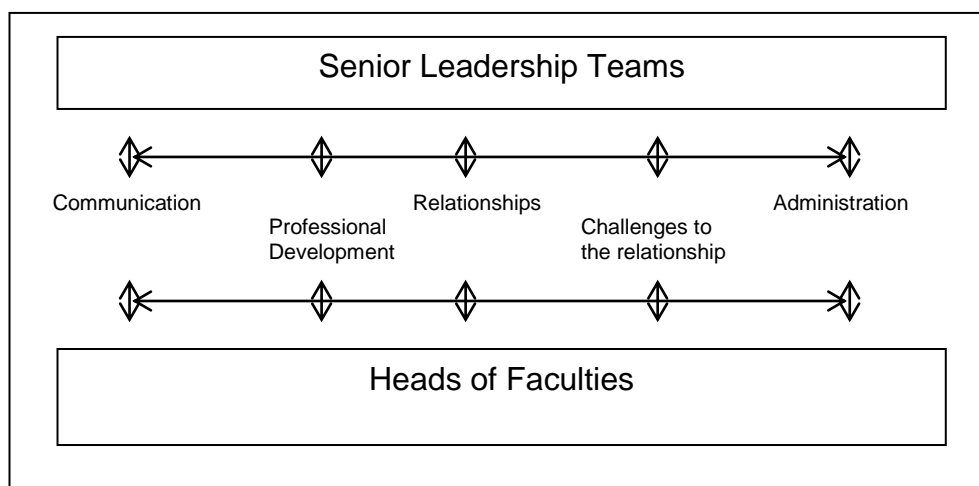 Senior Leadership Teams
Communication
Relationships
Administration
Professional
Development
Challenges to
the relationship
Heads of Faculties